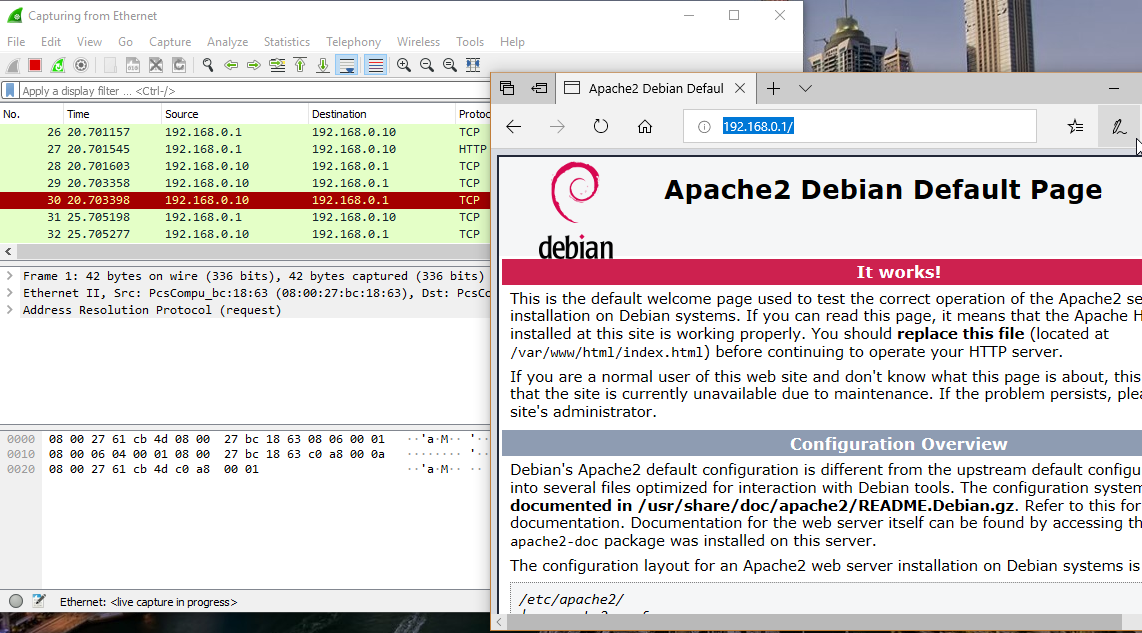 Capturing from Ethernet
File Edit View Go Capture Analyze Statistics Telephony Wireless Tools Help
Apply a display filter ... <Ctrl-/>
No. Time Source Destination Protoc
26 20.701157 192.168.0.1 192.168.0.10 TCP
27 20.701545 192.168.0.1 192.168.0.10 HTTP
28 20.701603 192.168.0.10 192.168.0.1 TCP
29 20.703358 192.168.0.10 192.168.0.1 TCP
30 20.703398 192.168.0.10 192.168.0.1 TCP
31 25.705198 192.168.0.1 192.168.0.10 TCP
32 25.705277 192.168.0.10 192.168.0.1 TCP
Frame 1: 42 bytes on wire (336 bits), 42 bytes captured (336 bits)
Ethernet II, Src: PcsCompu_bc:18:63 (08:00:27:bc:18:63), Dst: PcsCo
Address Resolution Protocol (request)
0000 08 00 27 61 cb 4d 08 00 27 bc 18 63 08 06 00 01 ··'a·M·· '··
0010 08 00 06 04 00 01 08 00 27 bc 18 63 c0 a8 00 0a ········ '··
0020 08 00 27 61 cb 4d c0 a8 00 01 ··'a·M·· ··
Ethernet: <live capture in progress>
Apache2 Debian Defaul
192.168.0.1/
debian
Apache2 Debian Default Page
It works!
This is the default welcome page used to test the correct operation of the Apache2 se
installation on Debian systems. If you can read this page, it means that the Apache H
installed at this site is working properly. You should replace this file (located at
/var/www/html/index.html) before continuing to operate your HTTP server.
If you are a normal user of this web site and don't know what this page is about, this
that the site is currently unavailable due to maintenance. If the problem persists, plea
site's administrator.
Configuration Overview
Debian's Apache2 default configuration is different from the upstream default configu
into several files optimized for interaction with Debian tools. The configuration system
documented in /usr/share/doc/apache2/README.Debian.gz. Refer to this for
documentation. Documentation for the web server itself can be found by accessing th
apache2-doc package was installed on this server.
The configuration layout for an Apache2 web server installation on Debian systems is
/etc/apache2/